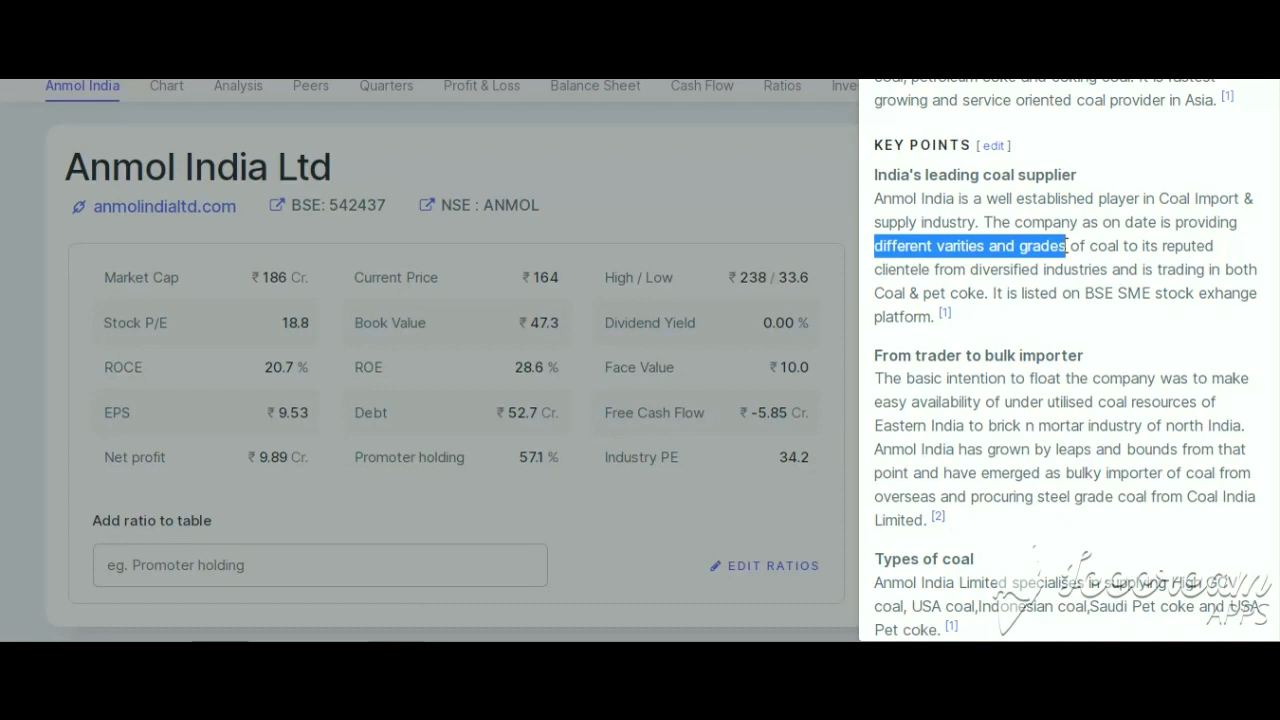 Anmol India Chart Analysis Peers Quarters Profit & Loss Balance Sheet Cash Flow Ratios
Anmol India Ltd
anmolindialtd.com BSE: 542437 NSE : ANMOL
Market Cap ₹ 186 Cr. Current Price ₹ 164 High / Low ₹ 238 / 33.6
Stock P/E 18.8 Book Value ₹ 47.3 Dividend Yield 0.00 %
ROCE 20.7 % ROE 28.6 % Face Value ₹ 10.0
EPS ₹ 9.53 Debt ₹ 52.7 Cr. Free Cash Flow ₹ -5.85 Cr.
Net profit ₹ 9.89 Cr. Promoter holding 57.1 % Industry PE 34.2
Add ratio to table
eg. Promoter holding EDIT RATIOS
coal, petroleum coke and coking coal. It is fastest
growing and service oriented coal provider in Asia. [1]
KEY POINTS [ edit ]
India's leading coal supplier
Anmol India is a well established player in Coal Import &
supply industry. The company as on date is providing
different varities and grades of coal to its reputed
clientele from diversified industries and is trading in both
Coal & pet coke. It is listed on BSE SME stock exhange
platform. [1]
From trader to bulk importer
The basic intention to float the company was to make
easy availability of under utilised coal resources of
Eastern India to brick n mortar industry of north India.
Anmol India has grown by leaps and bounds from that
point and have emerged as bulky importer of coal from
overseas and procuring steel grade coal from Coal India
Limited. [2]
Types of coal
Anmol India Limited specialises in supplying High GCV
coal, USA coal,Indonesian coal,Saudi Pet coke and USA
Pet coke. [1]
APPS